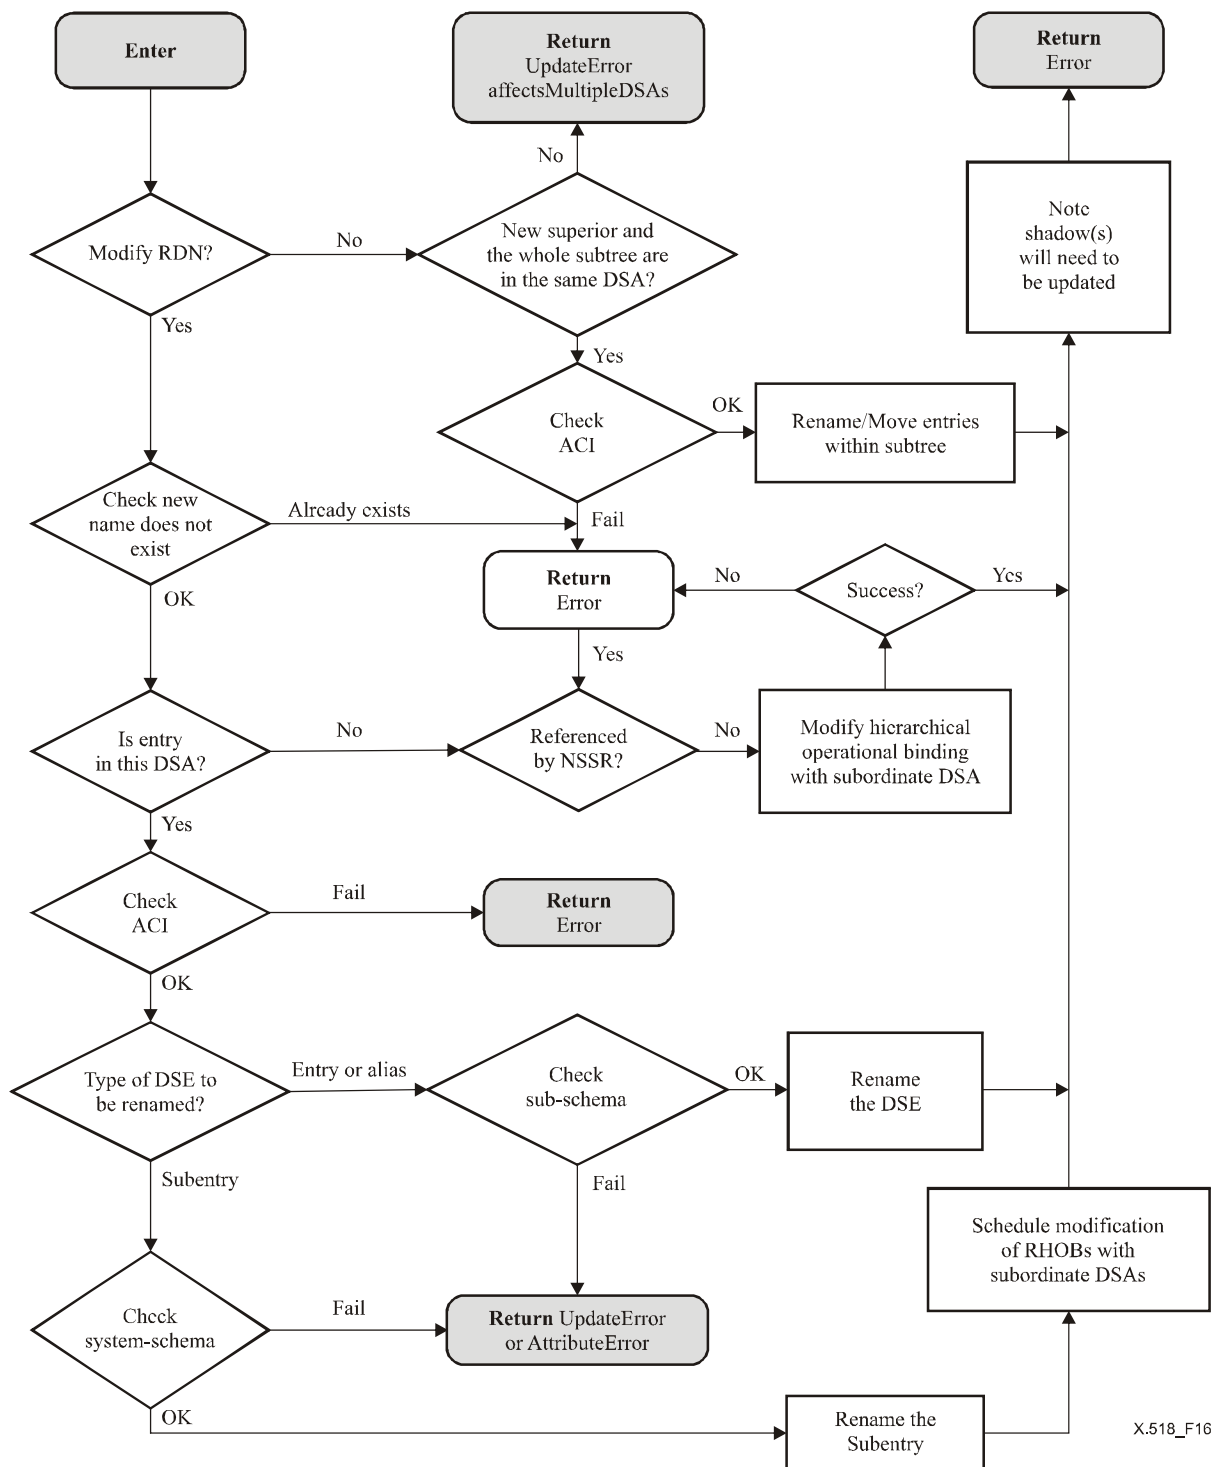 Enter
Return
UpdateError
affectsMultipleDSAs
Return
Error
No
Modify RDN?
No
New superior and
the whole subtree are
in the same DSA?
Note
shadow(s)
will need to
be updated
Yes
Yes
Check
ACI
OK
Rename/Move entries
within subtree
Check new
name does not
exist
Already exists
Fail
Return
Error
No
Success?
Yes
OK
Yes
Is entry
in this DSA?
No
Referenced
by NSSR?
No
Modify hierarchical
operational binding
with subordinate DSA
Yes
Check
ACI
Fail
Return
Error
OK
Type of DSE to
be renamed?
Entry or alias
Check
sub-schema
OK
Rename
the DSE
Subentry
Fail
Schedule modification
of RHOBs with
subordinate DSAs
Check
system-schema
Fail
Return UpdateError
or AttributeError
OK
Rename the
Subentry
X.518_F16